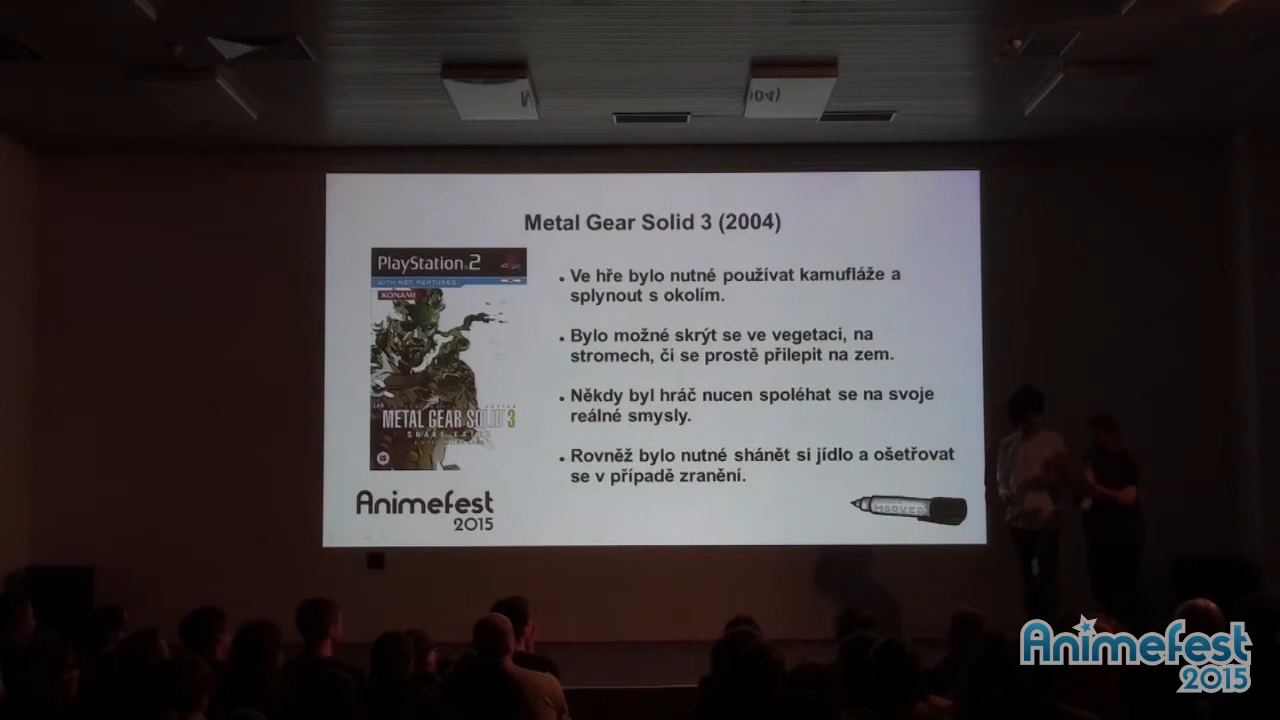 Metal Gear Solid 3 (2004)
PlayStation 2
KONAMI
METAL GEAR SOLID 3
• Ve hře bylo nutné používat kamufláže a
splynout s okolím.
• Bylo možné skrýt se ve vegetaci, na
stromech, či se prostě přilepit na zem.
• Někdy byl hráč nucen spoléhat se na svoje
reálné smysly.
• Rovněž bylo nutné shánět si jídlo a ošetřovat
se v případě zranění.
Animefest
2015
MARKER
Animefest
2015